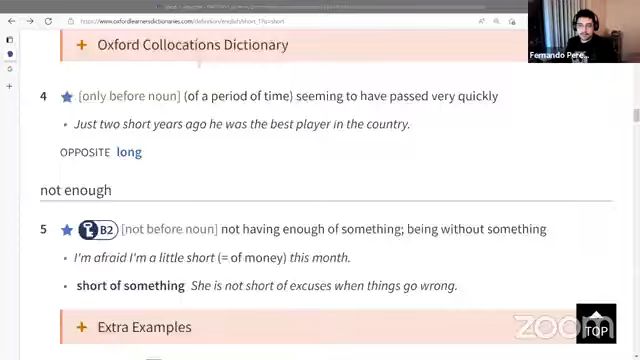 https://www.oxfordlearnersdictionaries.com/definition/english/short_1?q=short
Fernando Pere...
+ Oxford Collocations Dictionary
4 [only before noun] (of a period of time) seeming to have passed very quickly
• Just two short years ago he was the best player in the country.
OPPOSITE long
not enough
5 B2 [not before noun] not having enough of something; being without something
• I'm afraid I'm a little short (= of money) this month.
• short of something She is not short of excuses when things go wrong.
+ Extra Examples
TOP
zoom